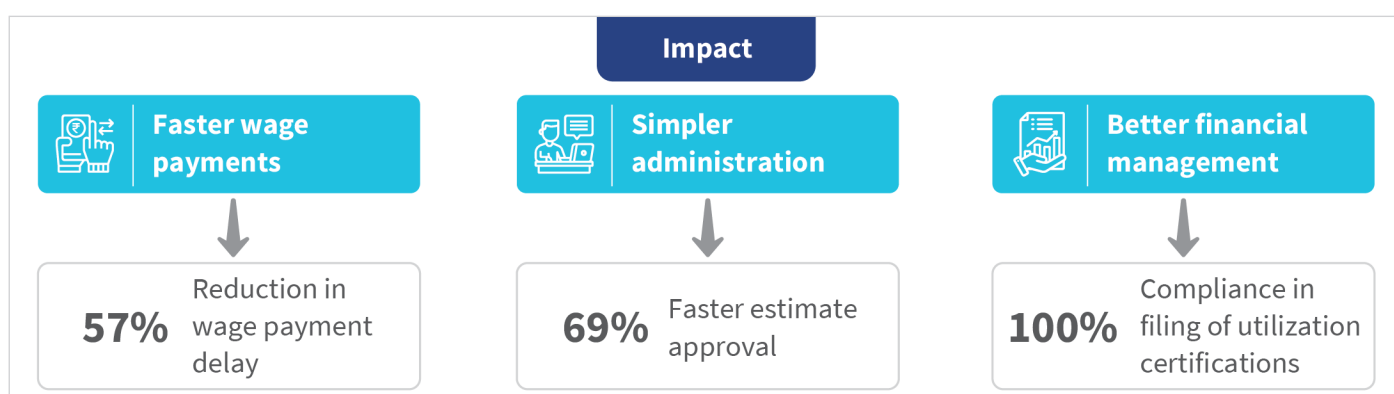 Impact
Faster wage
payments
₹
57%
Reduction in
wage payment
delay
Simpler
administration
69%
Faster estimate
approval
Better financial
management
100%
Compliance in
filing of utilization
certifications